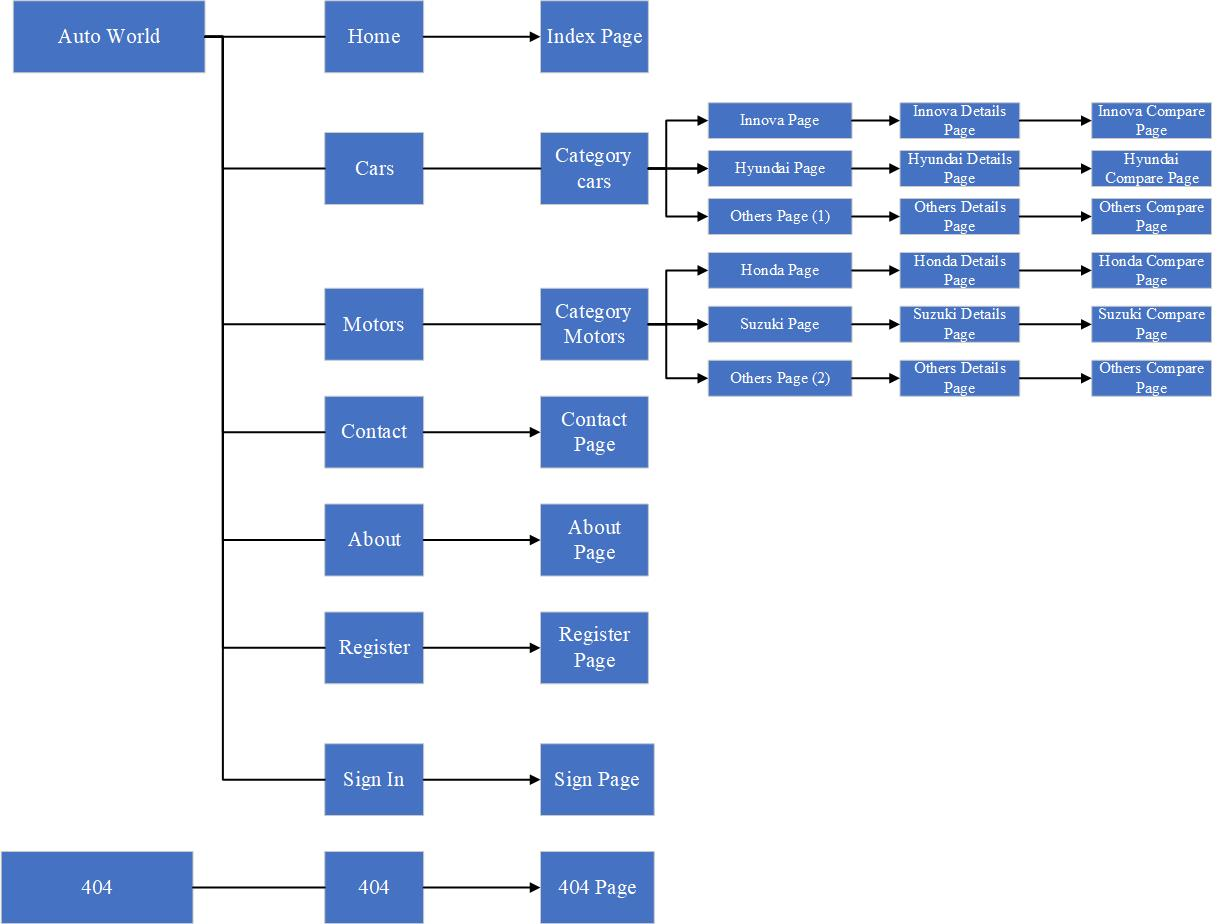 Auto World
Home
Index Page
Cars
Category
cars
Innova Page
Innova Details
Page
Innova Compare
Page
Hyundai Page
Hyundai Details
Page
Hyundai
Compare Page
Others Page (1)
Others Details
Page
Others Compare
Page
Motors
Category
Motors
Honda Page
Honda Details
Page
Honda Compare
Page
Suzuki Page
Suzuki Details
Page
Suzuki Compare
Page
Others Page (2)
Others Details
Page
Others Compare
Page
Contact
Contact
Page
About
About
Page
Register
Register
Page
Sign In
Sign Page
404
404
404 Page